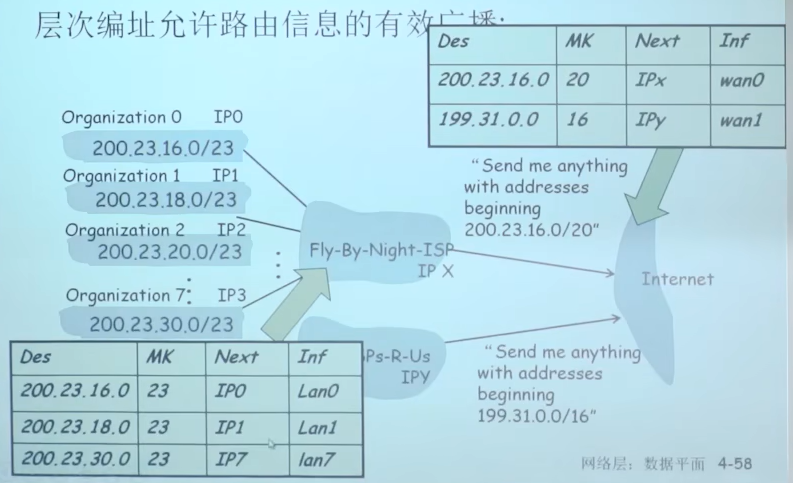 层次编址允许路由信息的有效广播:
Des MK Next Inf
200.23.16.0 20 IPx wan0
199.31.0.0 16 IPy wan1
Organization 0 IP0
200.23.16.0/23
Organization 1 IP1
200.23.18.0/23
Organization 2 IP2
200.23.20.0/23
Organization 7 IP3
200.23.30.0/23
Fly-By-Night-ISP
IP X
"Send me anything
with addresses
beginning
200.23.16.0/20"
Internet
Ps-R-Us
IPY
"Send me anything
with addresses
beginning
199.31.0.0/16"
Des MK Next Inf
200.23.16.0 23 IP0 Lan0
200.23.18.0 23 IP1 Lan1
200.23.30.0 23 IP7 lan7
网络层：数据平面 4-58